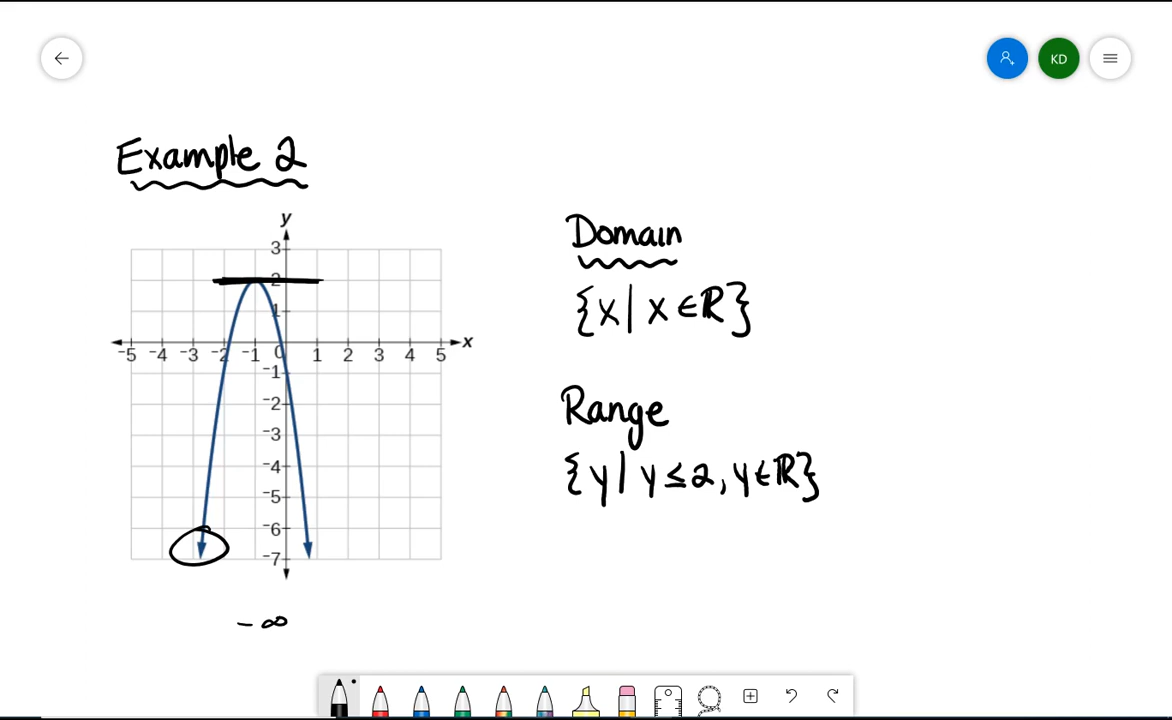 KD
Example 2
y
3
2
1
-5 -4 -3 -2 -1 0 1 2 3 4 5 x
-1
-2
-3
-4
-5
-6
-7
-∞
Domain
{x | x ∈ ℝ}
Range
{y | y ≤ 2, y ∈ ℝ}